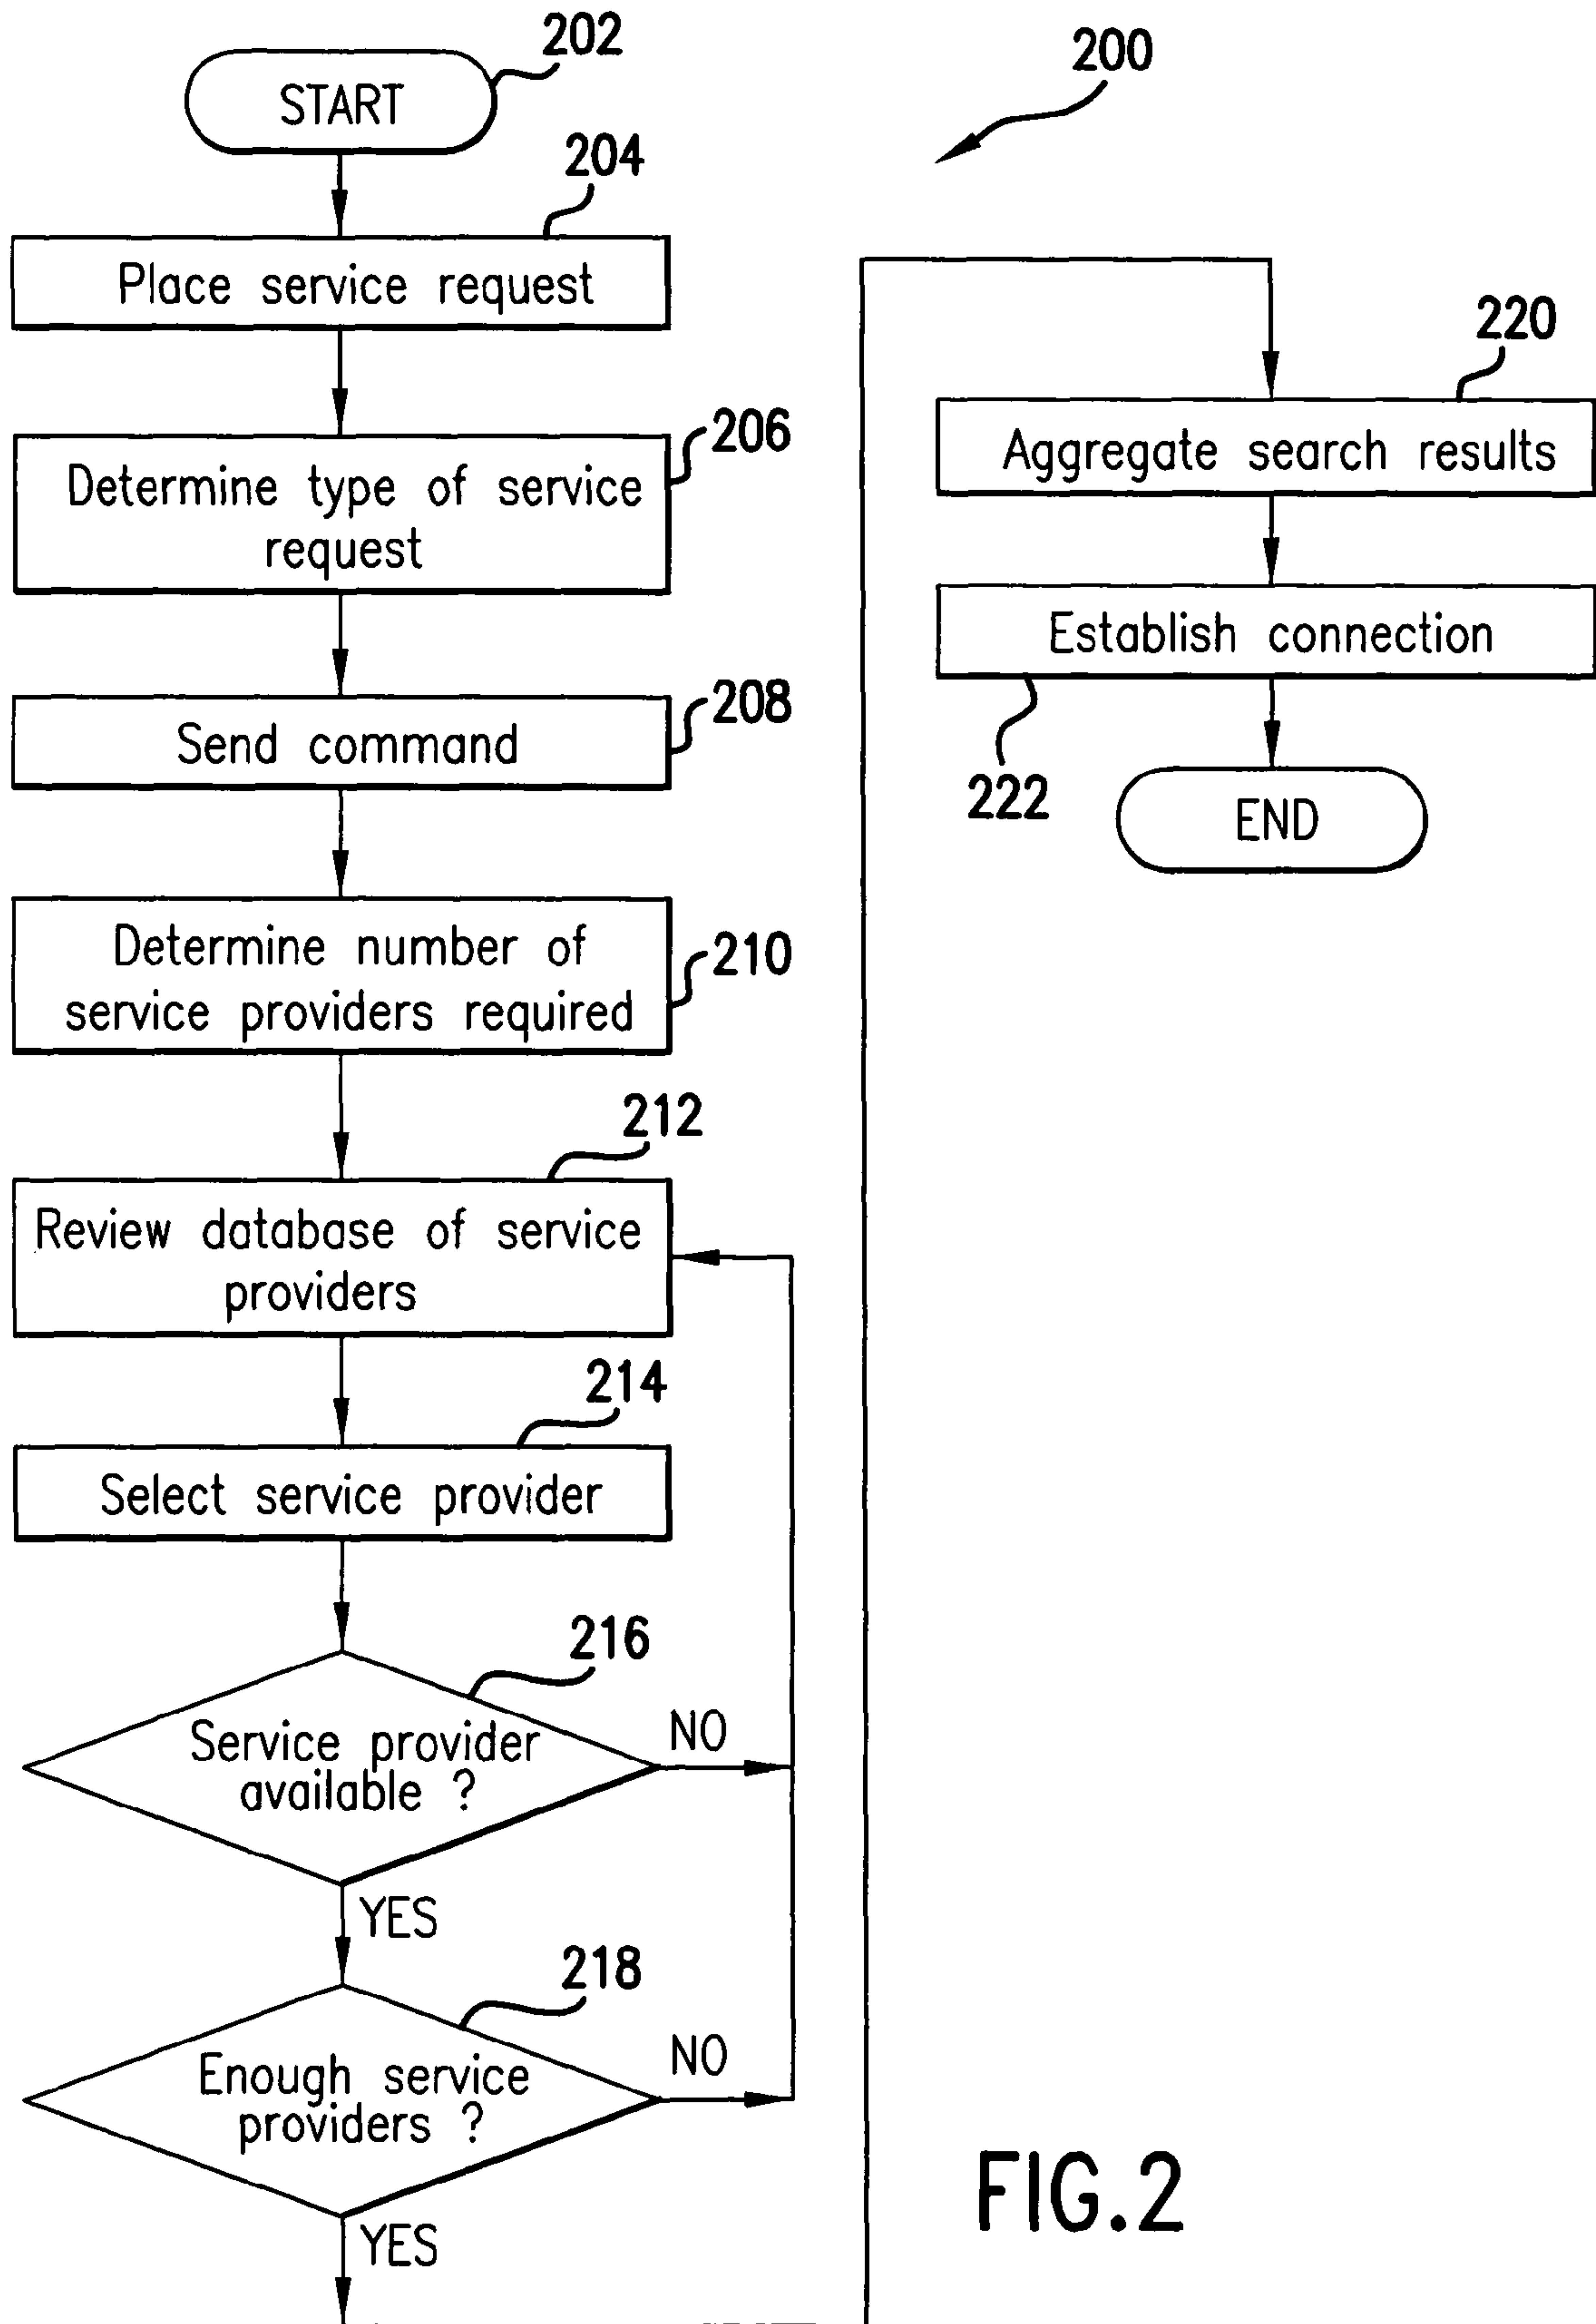 202
START
200
204
Place service request
206
Determine type of service
request
208
Send command
210
Determine number of
service providers required
212
Review database of service
providers
214
Select service provider
216
Service provider
available ?
NO
YES
218
Enough service
providers ?
NO
YES
220
Aggregate search results
Establish connection
222
END
FIG.2